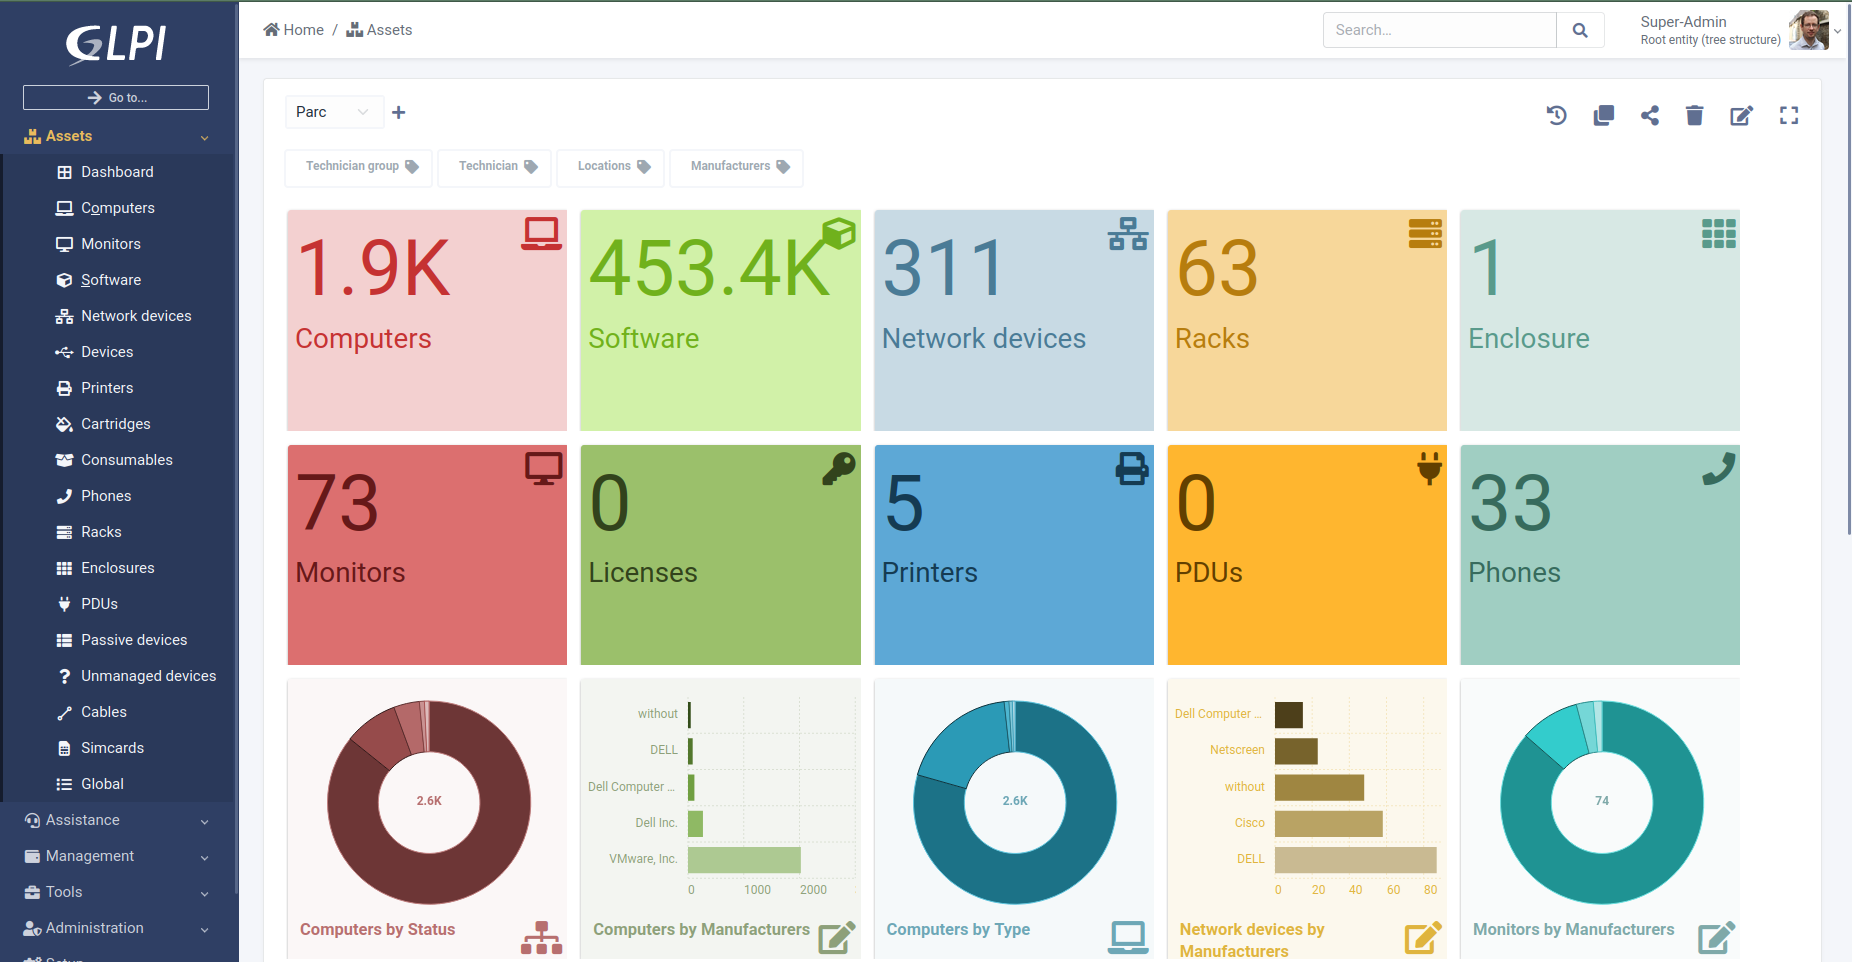 GLPI
Go to...
Assets
Dashboard
Computers
Monitors
Software
Network devices
Devices
Printers
Cartridges
Consumables
Phones
Racks
Enclosures
PDUs
Passive devices
Unmanaged devices
Cables
Simcards
Global
Assistance
Management
Tools
Administration
Home / Assets
Search...
Super-Admin
Root entity (tree structure)
Parc
Technician group
Technician
Locations
Manufacturers
1.9K
Computers
453.4K
Software
311
Network devices
63
Racks
1
Enclosure
73
Monitors
0
Licenses
5
Printers
0
PDUs
33
Phones
2.6K
Computers by Status
without
DELL
Dell Computer ...
Dell Inc.
VMware, Inc.
0 1000 2000
Computers by Manufacturers
2.6K
Computers by Type
Dell Computer ...
Netscreen
without
Cisco
DELL
0 20 40 60 80
Network devices by
Manufacturers
74
Monitors by Manufacturers